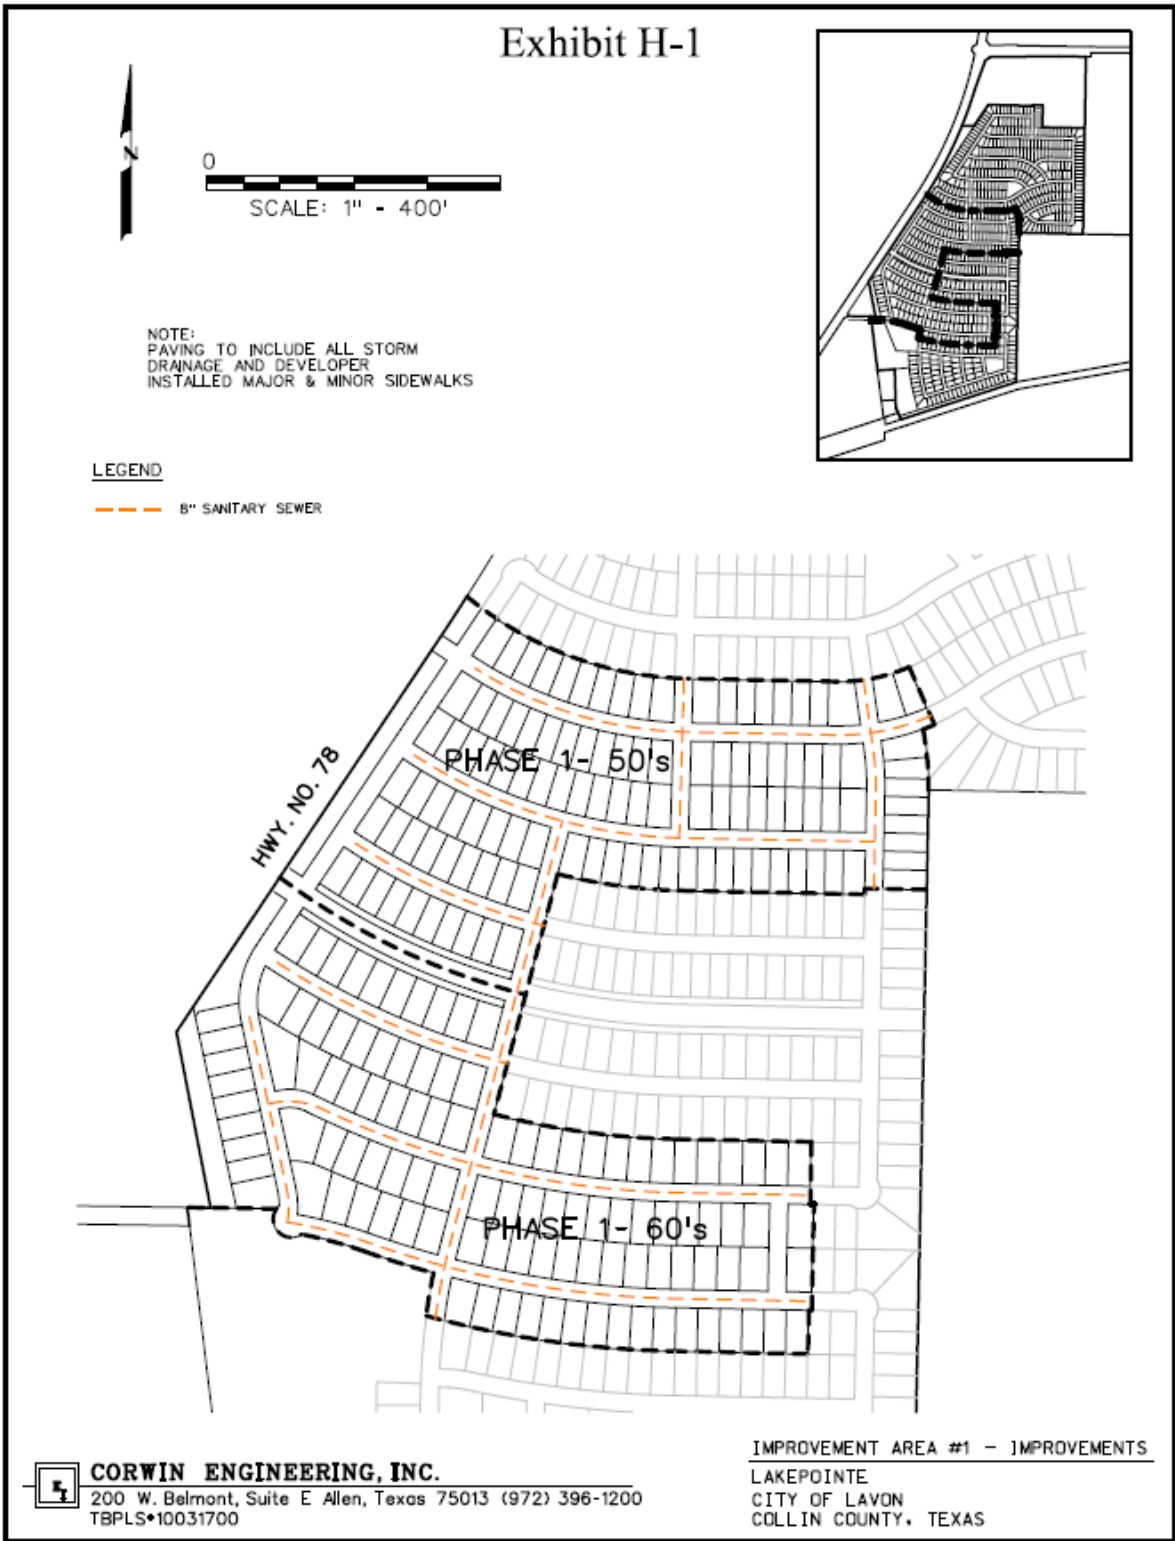 Exhibit H-1
N
0
SCALE: 1" - 400'
NOTE:
PAVING TO INCLUDE ALL STORM
DRAINAGE AND DEVELOPER
INSTALLED MAJOR & MINOR SIDEWALKS
LEGEND
8" SANITARY SEWER
HWY. NO. 78
PHASE 1- 50's
PHASE 1- 60's
IMPROVEMENT AREA #1 - IMPROVEMENTS
LAKEPOINTE
CITY OF LAVON
COLLIN COUNTY, TEXAS
CORWIN ENGINEERING, INC.
200 W. Belmont, Suite E Allen, Texas 75013 (972) 396-1200
TBPLS•10031700